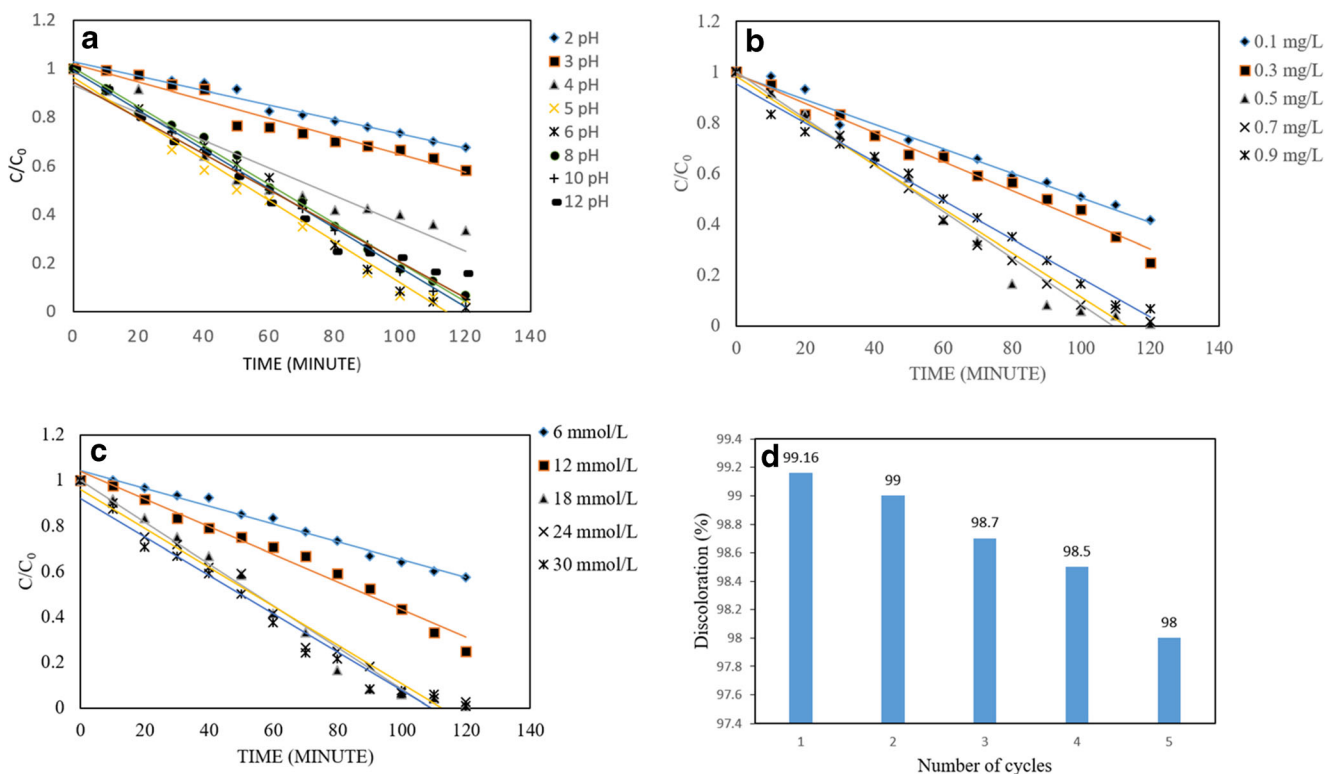 a
C/C0
1.2
1
0.8
0.6
0.4
0.2
0
0 20 40 60 80 100 120 140
TIME (MINUTE)
2 pH
3 pH
4 pH
5 pH
6 pH
8 pH
10 pH
12 pH
b
C/C0
1.2
1
0.8
0.6
0.4
0.2
0
0 20 40 60 80 100 120 140
TIME (MINUTE)
0.1 mg/L
0.3 mg/L
0.5 mg/L
0.7 mg/L
0.9 mg/L
c
C/C0
1.2
1
0.8
0.6
0.4
0.2
0
0 20 40 60 80 100 120 140
TIME (MINUTE)
6 mmol/L
12 mmol/L
18 mmol/L
24 mmol/L
30 mmol/L
d
Discoloration (%)
99.4
99.2
99
98.8
98.6
98.4
98.2
98
97.8
97.6
97.4
99.16
99
98.7
98.5
98
1 2 3 4 5
Number of cycles